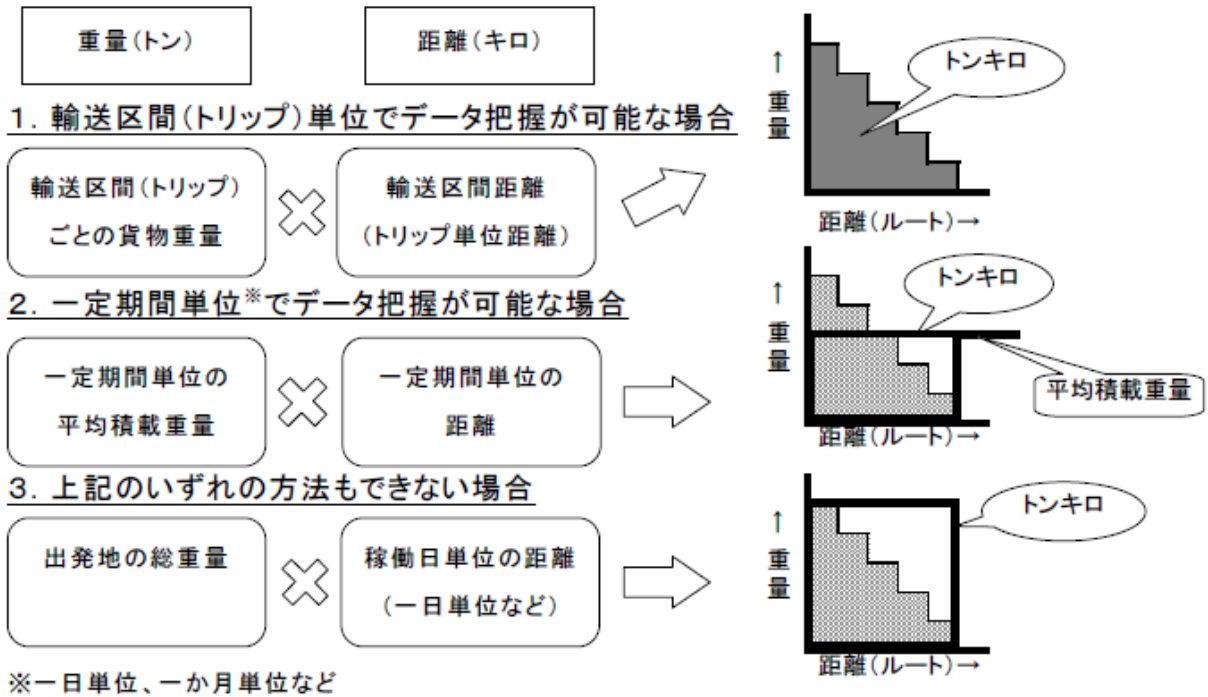 重量(トン)
距離(キロ)
1. 輸送区間(トリップ)単位でデータ把握が可能な場合
輸送区間(トリップ)
ごとの貨物重量
輸送区間距離
(トリップ単位距離)
↑
重
量
トンキロ
距離(ルート)→
2. 一定期間単位※でデータ把握が可能な場合
一定期間単位の
平均積載重量
一定期間単位の
距離
↑
重
量
トンキロ
平均積載重量
距離(ルート)→
3. 上記のいずれの方法もできない場合
出発地の総重量
稼働日単位の距離
(一日単位など)
↑
重
量
トンキロ
距離(ルート)→
※一日単位、一か月単位など